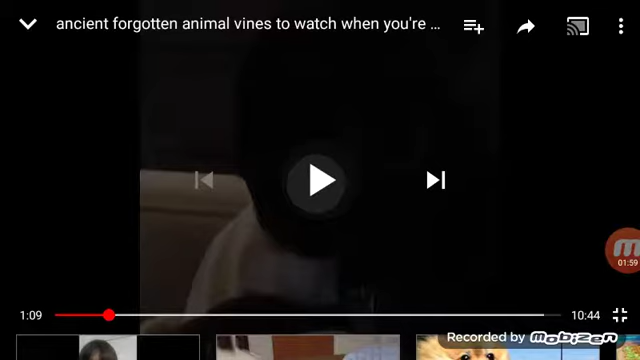 ancient forgotten animal vines to watch when you're ...
01:59
1:09
10:44
Recorded by Mobizen